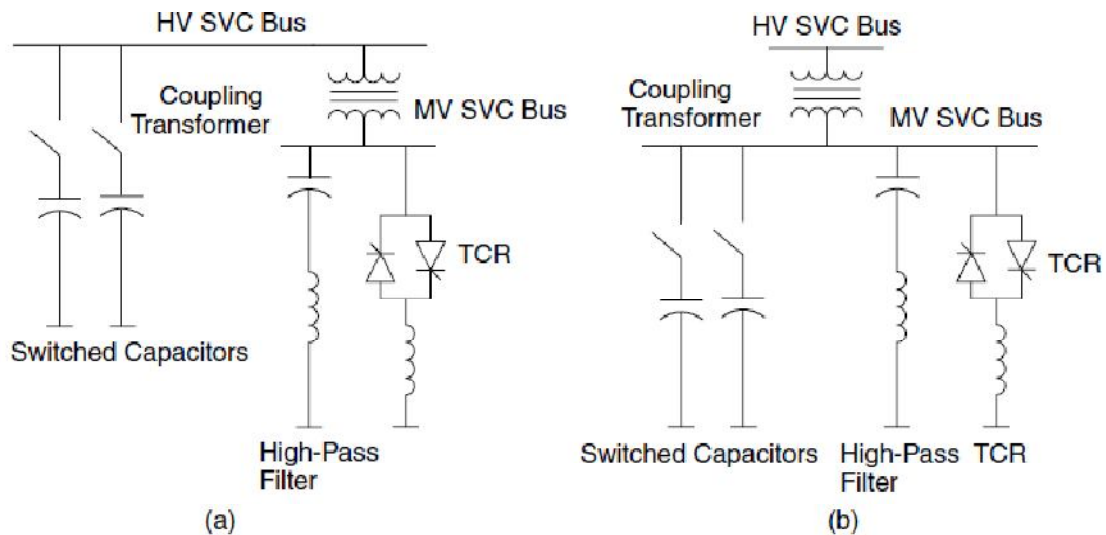 HV SVC Bus
Coupling
Transformer
MV SVC Bus
TCR
Switched Capacitors
High-Pass
Filter
(a)
HV SVC Bus
Coupling
Transformer
MV SVC Bus
TCR
Switched Capacitors
High-Pass
Filter
TCR
(b)